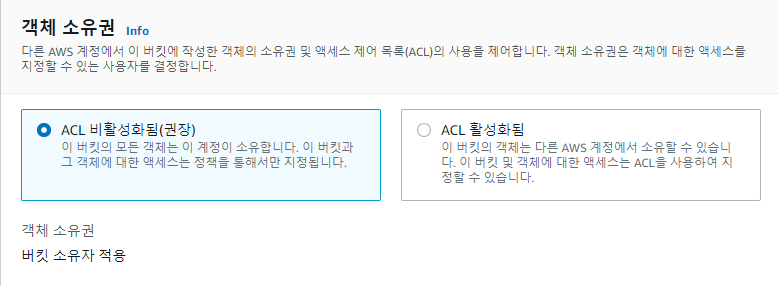 객체 소유권 Info
다른 AWS 계정에서 이 버킷에 작성한 객체의 소유권 및 액세스 제어 목록(ACL)의 사용을 제어합니다. 객체 소유권은 객체에 대한 액세스를
지정할 수 있는 사용자를 결정합니다.
ACL 비활성화됨(권장)
이 버킷의 모든 객체는 이 계정이 소유합니다. 이 버킷과
그 객체에 대한 액세스는 정책을 통해서만 지정됩니다.
ACL 활성화됨
이 버킷의 객체는 다른 AWS 계정에서 소유할 수 있습니
다. 이 버킷 및 객체에 대한 액세스는 ACL을 사용하여 지
정할 수 있습니다.
객체 소유권
버킷 소유자 적용